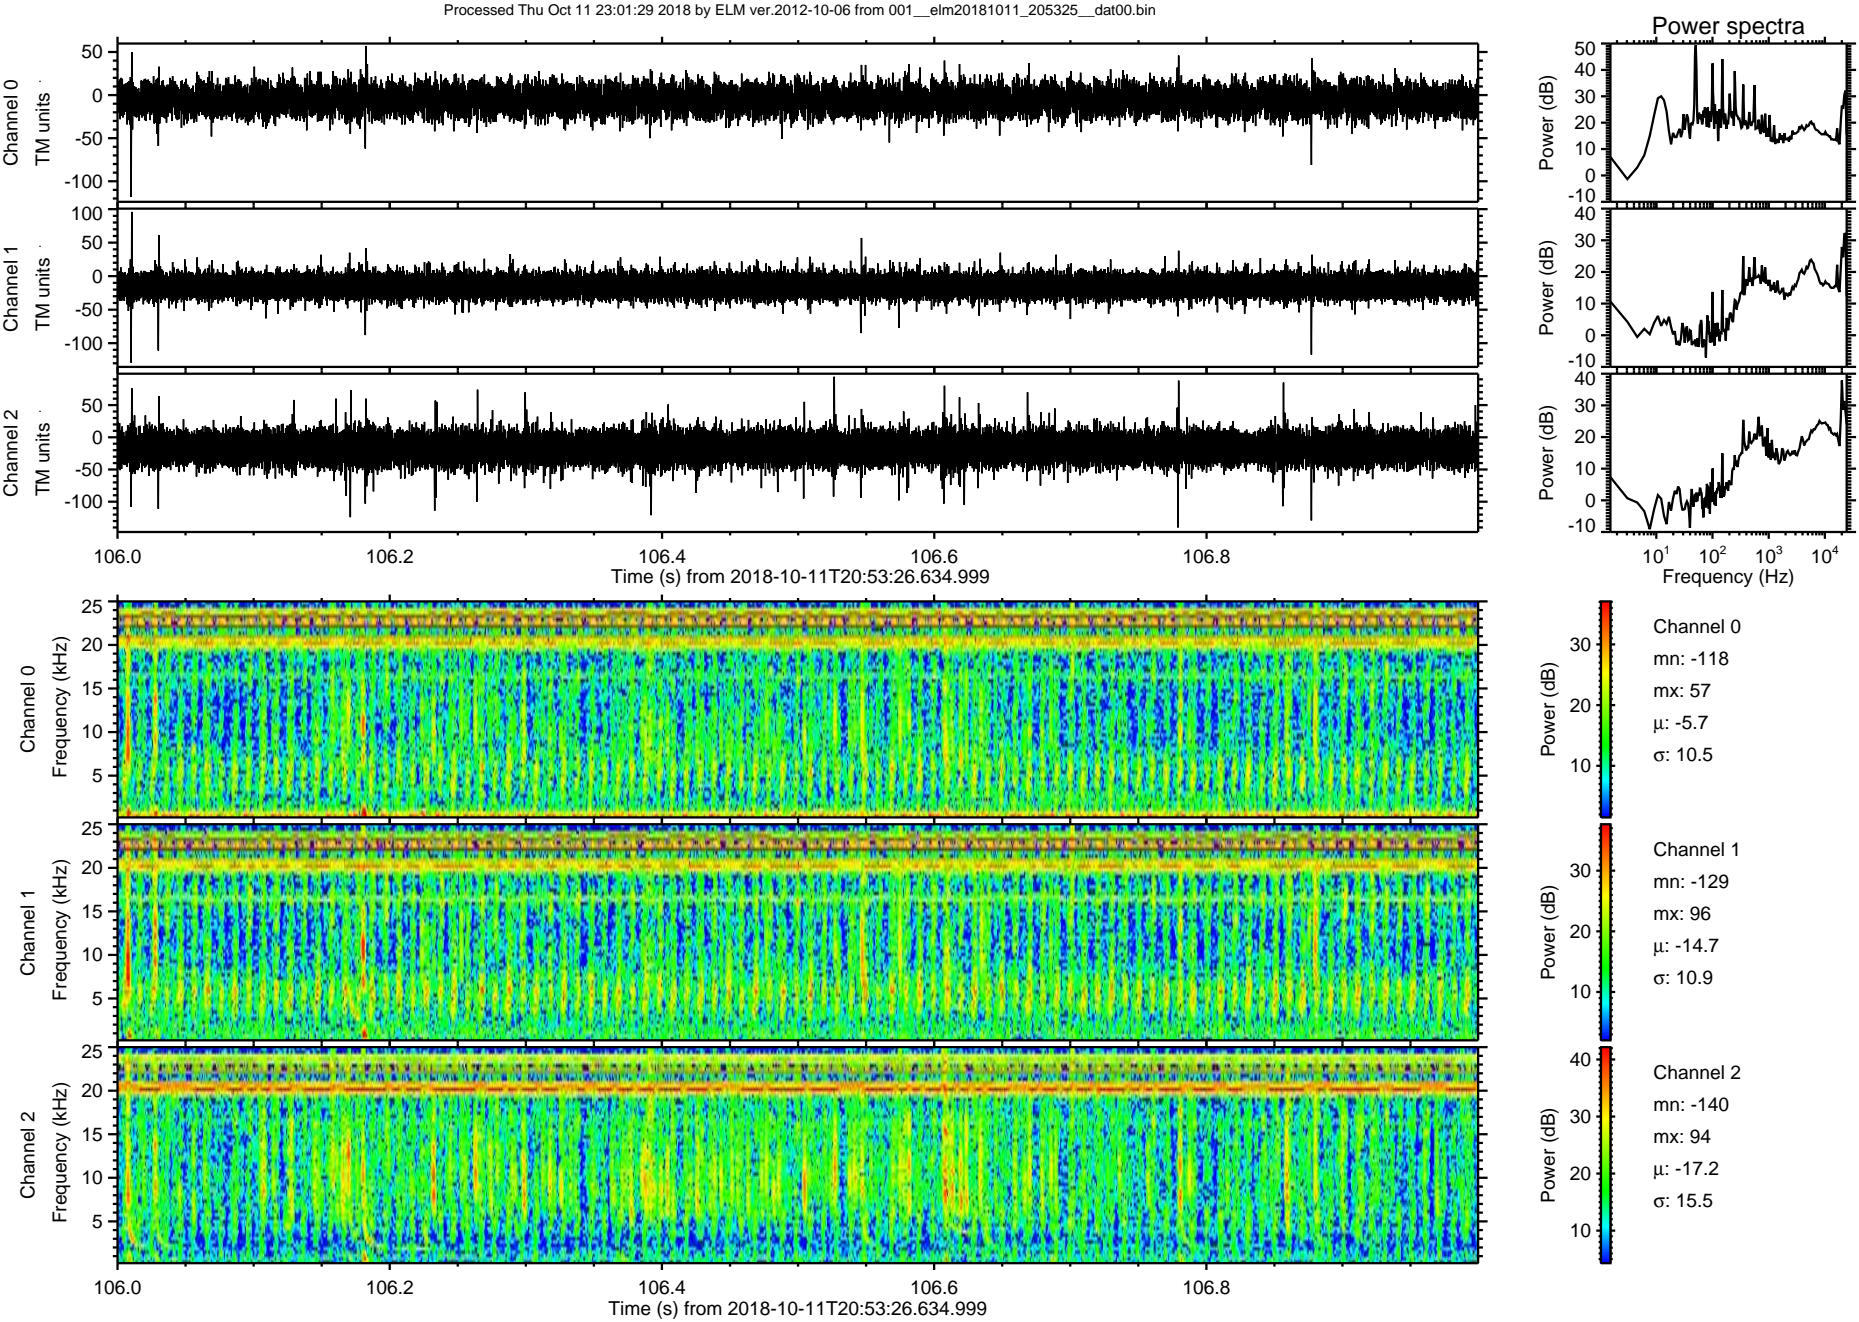 Processed Thu Oct 11 23:01:29 2018 by ELM ver.2012-10-06 from 001__elm20181011_205325__dat00.bin
Power spectra
Channel 0
TM units
50
0
-50
-100
Power (dB)
50
40
30
20
10
0
-10
Channel 1
TM units
100
50
0
-50
-100
Power (dB)
40
30
20
10
0
-10
Channel 2
TM units
50
0
-50
-100
Power (dB)
40
30
20
10
0
-10
106.0 106.2 106.4 106.6 106.8
Time (s) from 2018-10-11T20:53:26.634.999
10¹ 10² 10³ 10⁴
Frequency (Hz)
Channel 0
Frequency (kHz)
25
20
15
10
5
Power (dB)
30
20
10
Channel 0
mn: -118
mx: 57
μ: -5.7
σ: 10.5
Channel 1
Frequency (kHz)
25
20
15
10
5
Power (dB)
30
20
10
Channel 1
mn: -129
mx: 96
μ: -14.7
σ: 10.9
Channel 2
Frequency (kHz)
25
20
15
10
5
Power (dB)
40
30
20
10
Channel 2
mn: -140
mx: 94
μ: -17.2
σ: 15.5
106.0 106.2 106.4 106.6 106.8
Time (s) from 2018-10-11T20:53:26.634.999